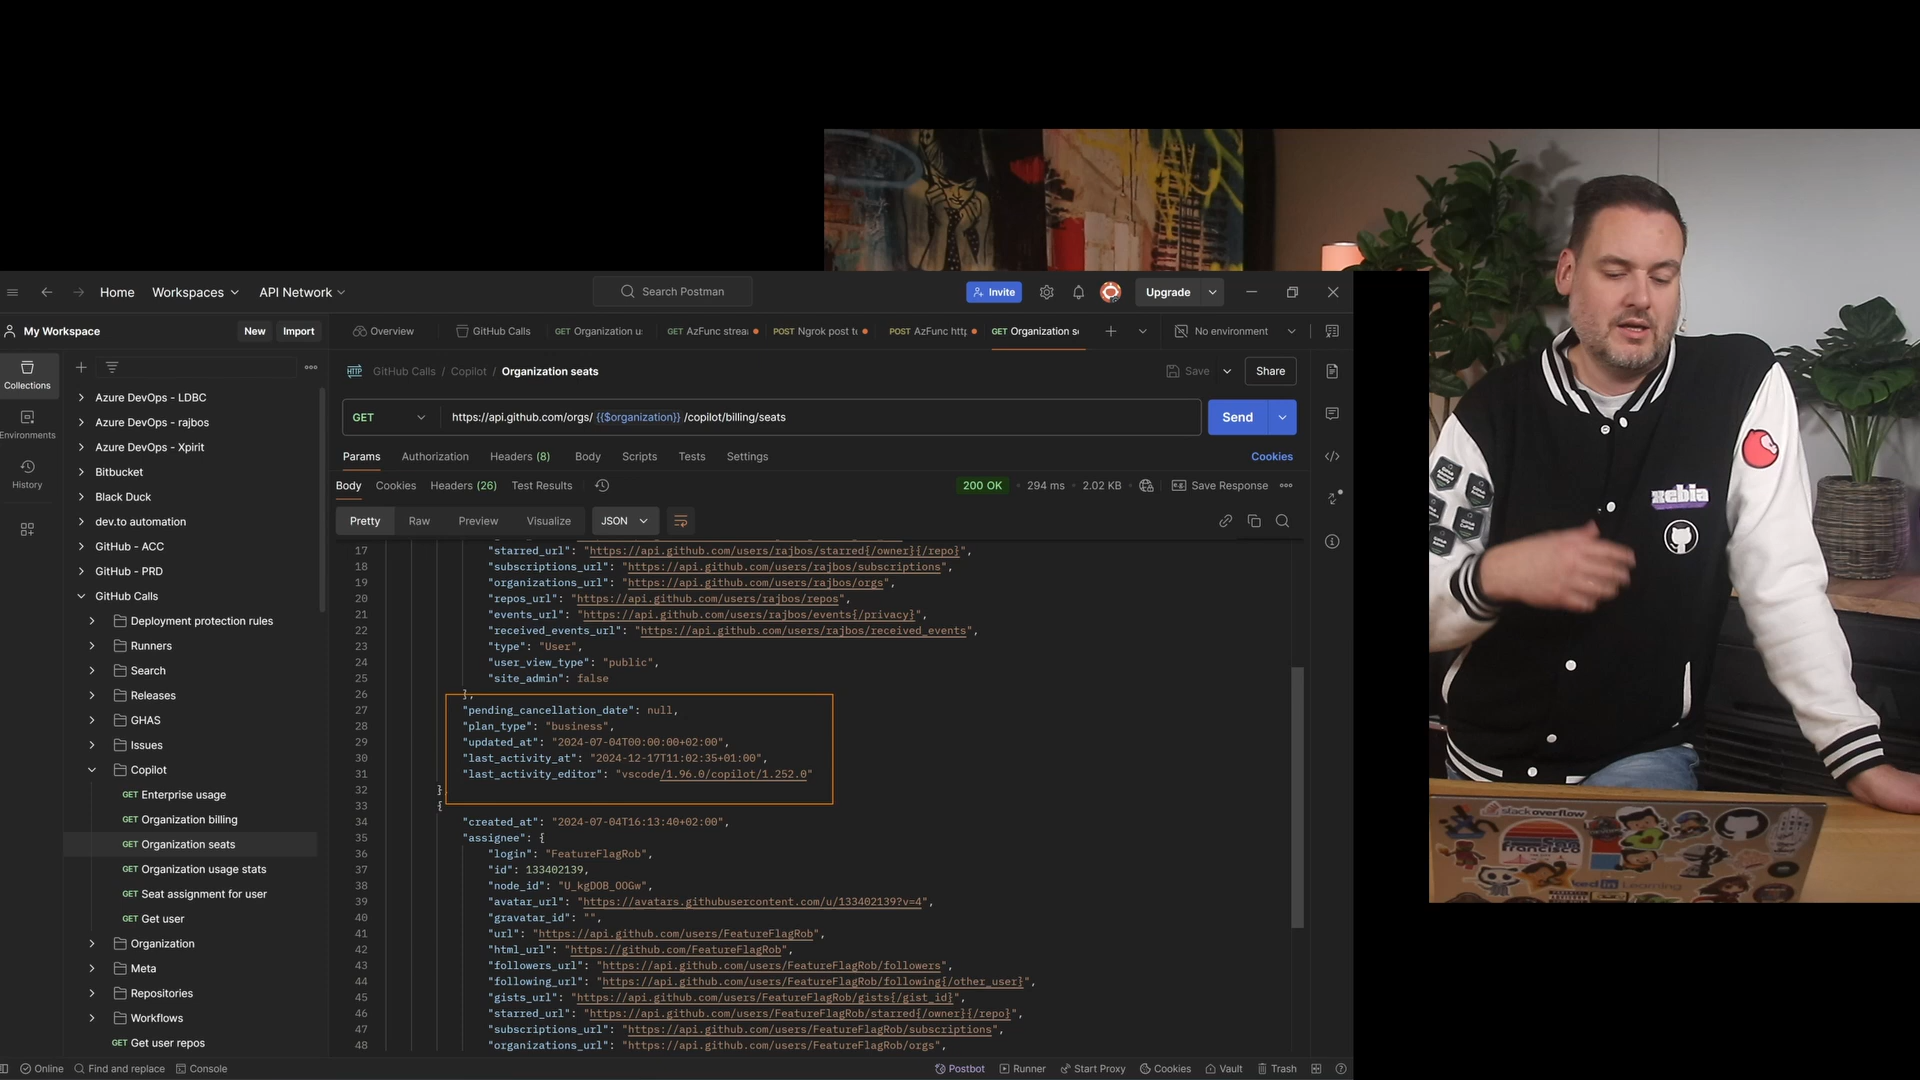 Home
Workspaces
API Network
Search Postman
Invite
Upgrade
My Workspace
New
Import
Overview
GitHub Calls
GET Organization u
GET AzFunc strea
POST Ngrok post t
POST AzFunc htt
GET Organization s
No environment
Collections
Environments
History
Azure DevOps - LDBC
Azure DevOps - rajbos
Azure DevOps - Xpirit
Bitbucket
Black Duck
dev.to automation
GitHub - ACC
GitHub - PRD
GitHub Calls
Deployment protection rules
Runners
Search
Releases
GHAS
Issues
Copilot
GET Enterprise usage
GET Organization billing
GET Organization seats
GET Organization usage stats
GET Seat assignment for user
GET Get user
Organization
Meta
Repositories
Workflows
GET Get user repos
HTTP GitHub Calls / Copilot / Organization seats
Save
Share
GET https://api.github.com/orgs/ {{$organization}} /copilot/billing/seats
Send
Params Authorization Headers (8) Body Scripts Tests Settings
Cookies
Body Cookies Headers (26) Test Results
200 OK • 294 ms • 2.02 KB
Save Response
Pretty Raw Preview Visualize JSON
17 "starred_url": "https://api.github.com/users/rajbos/starred{/owner}{/repo}",
18 "subscriptions_url": "https://api.github.com/users/rajbos/subscriptions",
19 "organizations_url": "https://api.github.com/users/rajbos/orgs",
20 "repos_url": "https://api.github.com/users/rajbos/repos",
21 "events_url": "https://api.github.com/users/rajbos/events{/privacy}",
22 "received_events_url": "https://api.github.com/users/rajbos/received_events",
23 "type": "User",
24 "user_view_type": "public",
25 "site_admin": false
26 },
27 "pending_cancellation_date": null,
28 "plan_type": "business",
29 "updated_at": "2024-07-04T00:00:00+02:00",
30 "last_activity_at": "2024-12-17T11:02:35+01:00",
31 "last_activity_editor": "vscode/1.96.0/copilot/1.252.0"
32 }
33 {
34 "created_at": "2024-07-04T16:13:40+02:00",
35 "assignee": {
36 "login": "FeatureFlagRob",
37 "id": 133402139,
38 "node_id": "U_kgDOB_OOGw",
39 "avatar_url": "https://avatars.githubusercontent.com/u/133402139?v=4",
40 "gravatar_id": "",
41 "url": "https://api.github.com/users/FeatureFlagRob",
42 "html_url": "https://github.com/FeatureFlagRob",
43 "followers_url": "https://api.github.com/users/FeatureFlagRob/followers",
44 "following_url": "https://api.github.com/users/FeatureFlagRob/following{/other_user}",
45 "gists_url": "https://api.github.com/users/FeatureFlagRob/gists{/gist_id}",
46 "starred_url": "https://api.github.com/users/FeatureFlagRob/starred{/owner}{/repo}",
47 "subscriptions_url": "https://api.github.com/users/FeatureFlagRob/subscriptions",
48 "organizations_url": "https://api.github.com/users/FeatureFlagRob/orgs",
Online
Find and replace
Console
Postbot
Runner
Start Proxy
Cookies
Vault
Trash
xebia
stackoverflow
San Francisco
Linked in Learning